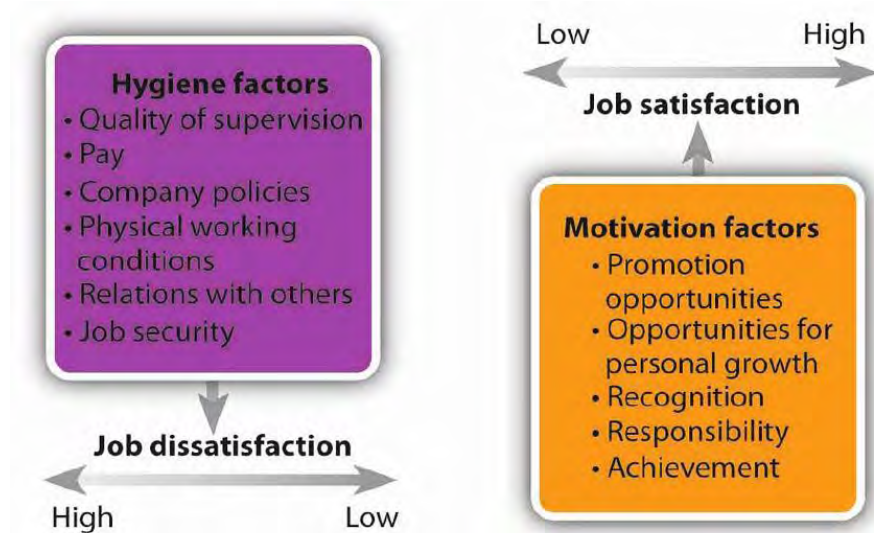 Hygiene factors
• Quality of supervision
• Pay
• Company policies
• Physical working
conditions
• Relations with others
• Job security
Job dissatisfaction
High Low
Low High
Job satisfaction
Motivation factors
• Promotion
opportunities
• Opportunities for
personal growth
• Recognition
• Responsibility
• Achievement